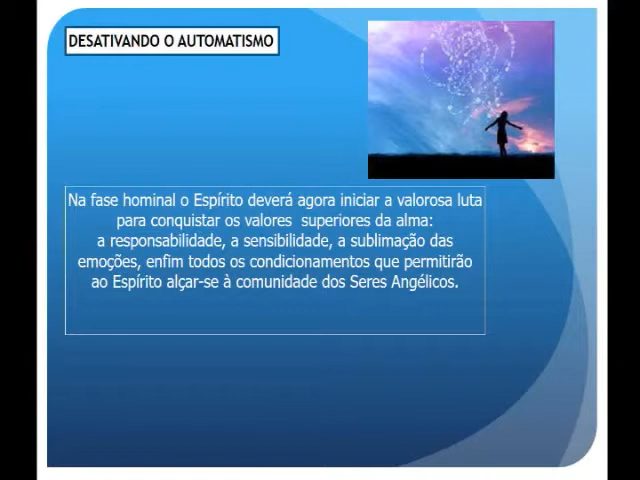 DESATIVANDO O AUTOMATISMO
Na fase hominal o Espírito deverá agora iniciar a valorosa luta
para conquistar os valores superiores da alma:
a responsabilidade, a sensibilidade, a sublimação das
emoções, enfim todos os condicionamentos que permitirão
ao Espírito alçar-se à comunidade dos Seres Angélicos.